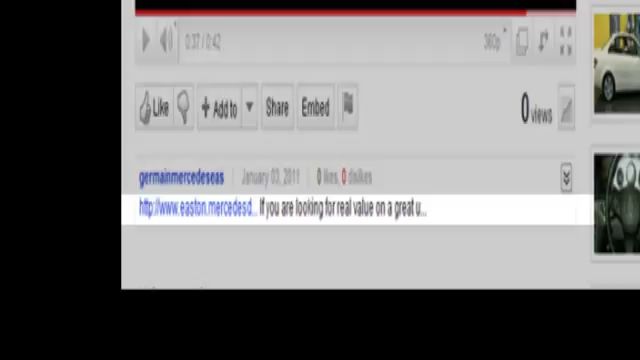 0:37 / 0:42
360p
Like
+ Add to
Share
Embed
0 views
germainmercedeseas
January 03, 2011
0 likes, 0 dislikes
http://www.easton.mercedesd... If you are looking for real value on a great u...